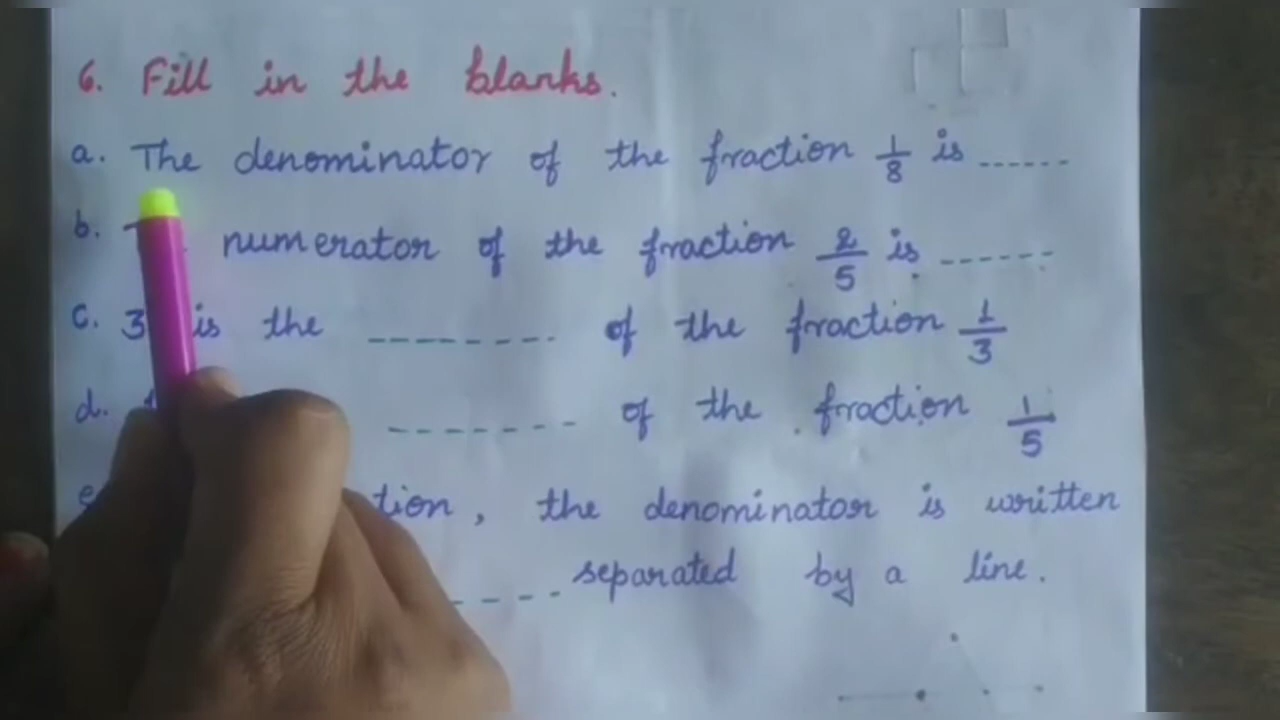 6. Fill in the blanks.
a. The denominator of the fraction 1/8 is ------
b. numerator of the fraction 2/5 is -------
c. 3 is the -------- of the fraction 1/3
d. -------- of the fraction 1/5
tion, the denominator is written
---- separated by a line.